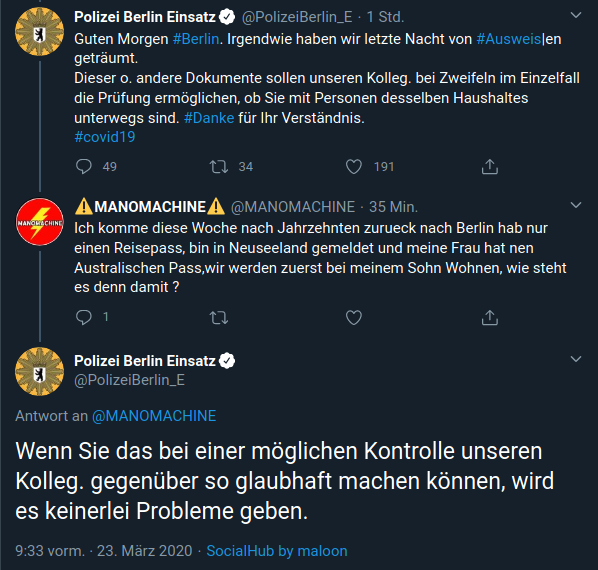 Polizei Berlin Einsatz @PolizeiBerlin_E · 1 Std.
Guten Morgen #Berlin. Irgendwie haben wir letzte Nacht von #Ausweis|en
geträumt.
Dieser o. andere Dokumente sollen unseren Kolleg. bei Zweifeln im Einzelfall
die Prüfung ermöglichen, ob Sie mit Personen desselben Haushaltes
unterwegs sind. #Danke für Ihr Verständnis.
#covid19
49 34 191
MANOMACHINE
⚠️MANOMACHINE⚠️ @MANOMACHINE · 35 Min.
Ich komme diese Woche nach Jahrzehnten zurueck nach Berlin hab nur
einen Reisepass, bin in Neuseeland gemeldet und meine Frau hat nen
Australischen Pass,wir werden zuerst bei meinem Sohn Wohnen, wie steht
es denn damit ?
1
Polizei Berlin Einsatz
@PolizeiBerlin_E
Antwort an @MANOMACHINE
Wenn Sie das bei einer möglichen Kontrolle unseren
Kolleg. gegenüber so glaubhaft machen können, wird
es keinerlei Probleme geben.
9:33 vorm. · 23. März 2020 · SocialHub by maloon